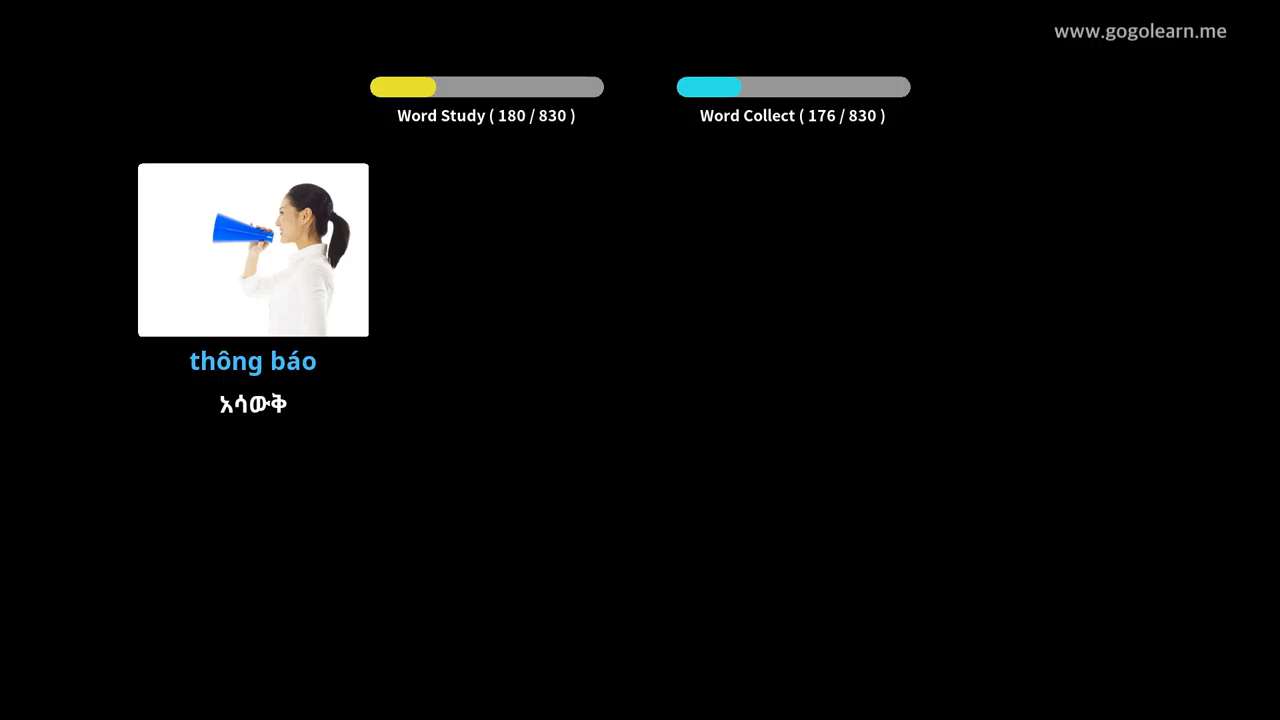 www.gogolearn.me
Word Study ( 180 / 830 )
Word Collect ( 176 / 830 )
thông báo
አሳውቅ